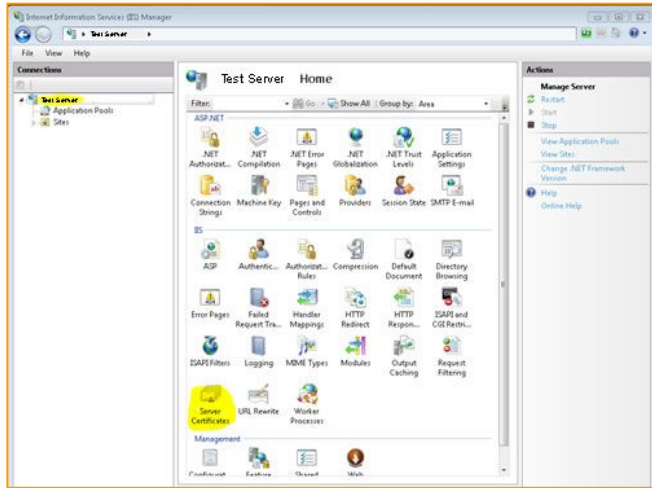 Internet Information Services (IIS) Manager
Test Server
File View Help
Connections
Test Server
Application Pools
Sites
Test Server Home
Filter: Go Show All Group by: Area
ASP.NET
.NET Authorizat... .NET Compilation .NET Error Pages .NET Globalization .NET Trust Levels Application Settings
Connection Strings Machine Key Pages and Controls Providers Session State SMTP E-mail
IIS
ASP Authentic... Authorizat... Rules Compression Default Document Directory Browsing
Error Pages Failed Request Tra... Handler Mappings HTTP Redirect HTTP Respon... ISAPI and CGI Restri...
ISAPI Filters Logging MIME Types Modules Output Caching Request Filtering
Server Certificates URL Rewrite Worker Processes
Management
Configurat... Feature Shared Web
Actions
Manage Server
Restart
Start
Stop
View Application Pools
View Sites
Change .NET Framework
Version
Help
Online Help